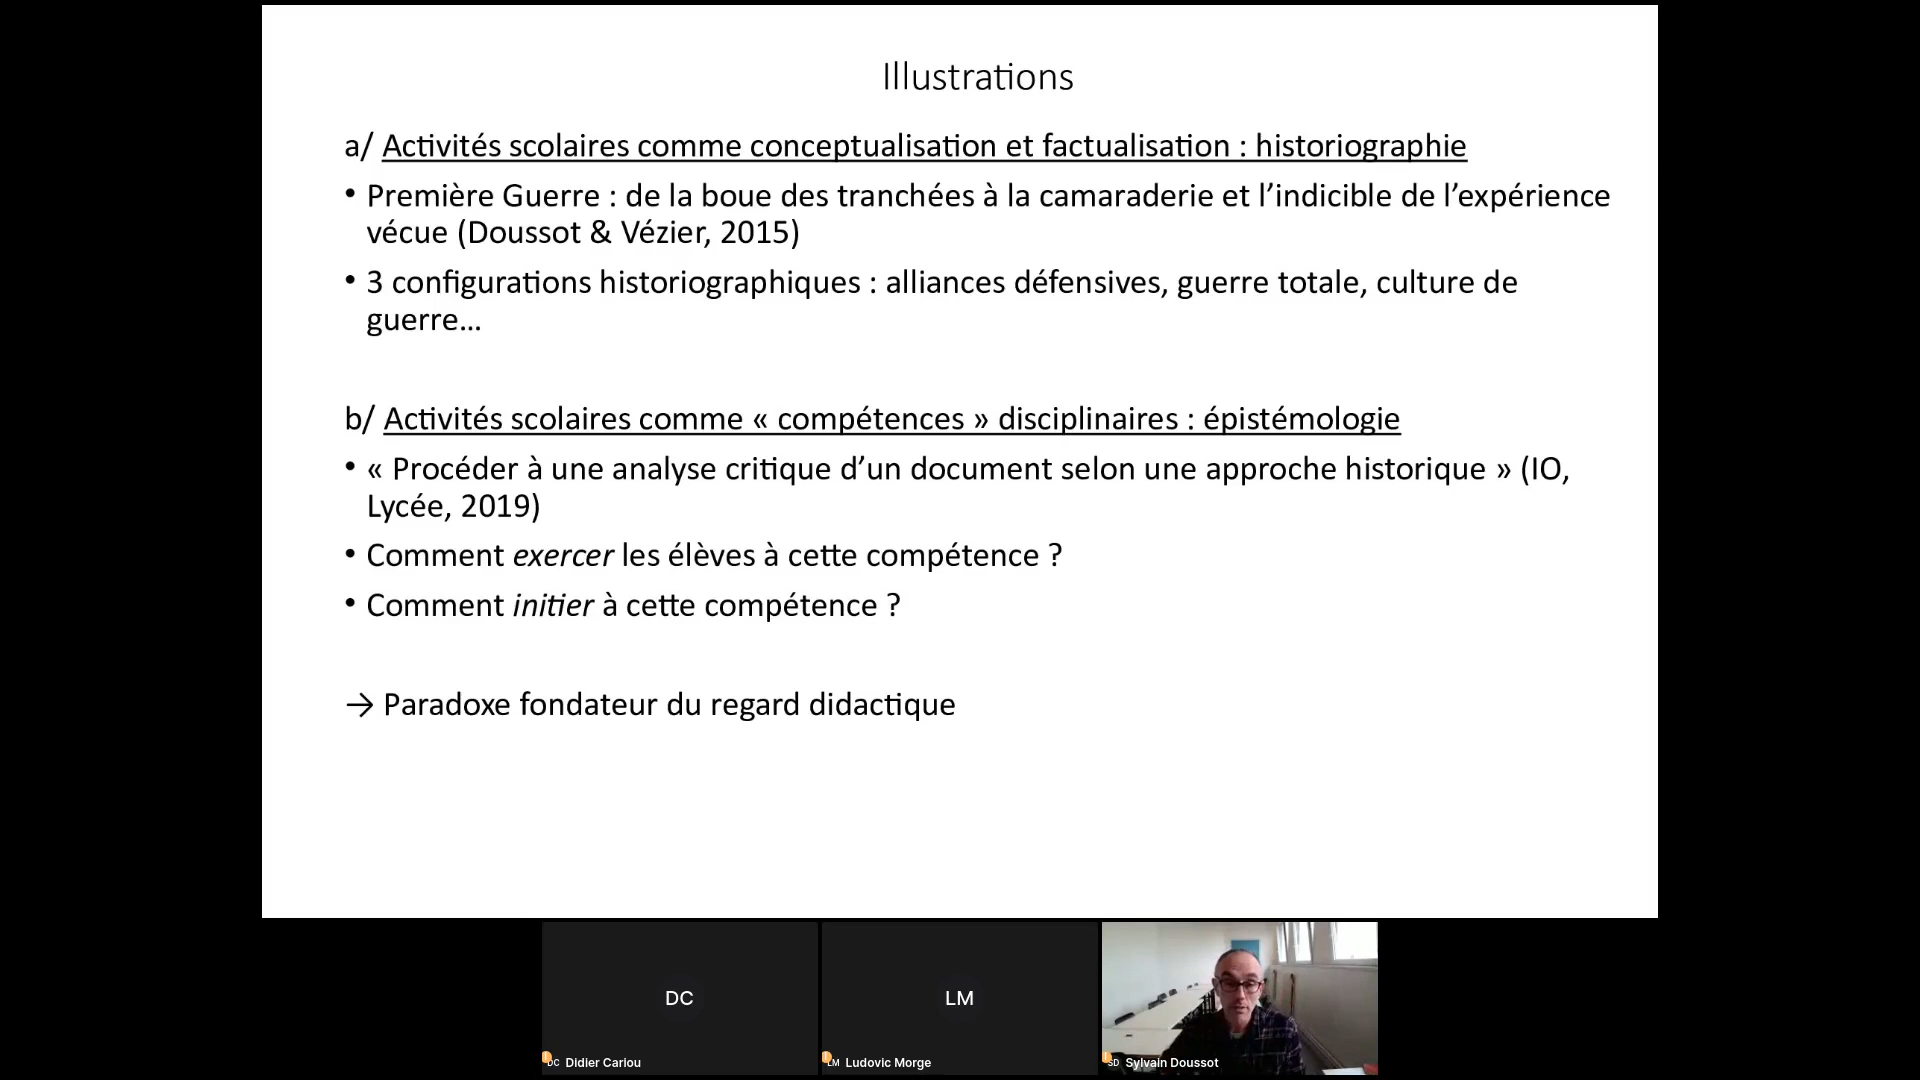 Illustrations
a/ Activités scolaires comme conceptualisation et factualisation : historiographie
• Première Guerre : de la boue des tranchées à la camaraderie et l’indicible de l’expérience
vécue (Doussot & Vézier, 2015)
• 3 configurations historiographiques : alliances défensives, guerre totale, culture de
guerre…
b/ Activités scolaires comme « compétences » disciplinaires : épistémologie
• « Procéder à une analyse critique d’un document selon une approche historique » (IO,
Lycée, 2019)
• Comment exercer les élèves à cette compétence ?
• Comment initier à cette compétence ?
→ Paradoxe fondateur du regard didactique
DC
LM
DC Didier Cariou
LM Ludovic Morge
SD Sylvain Doussot